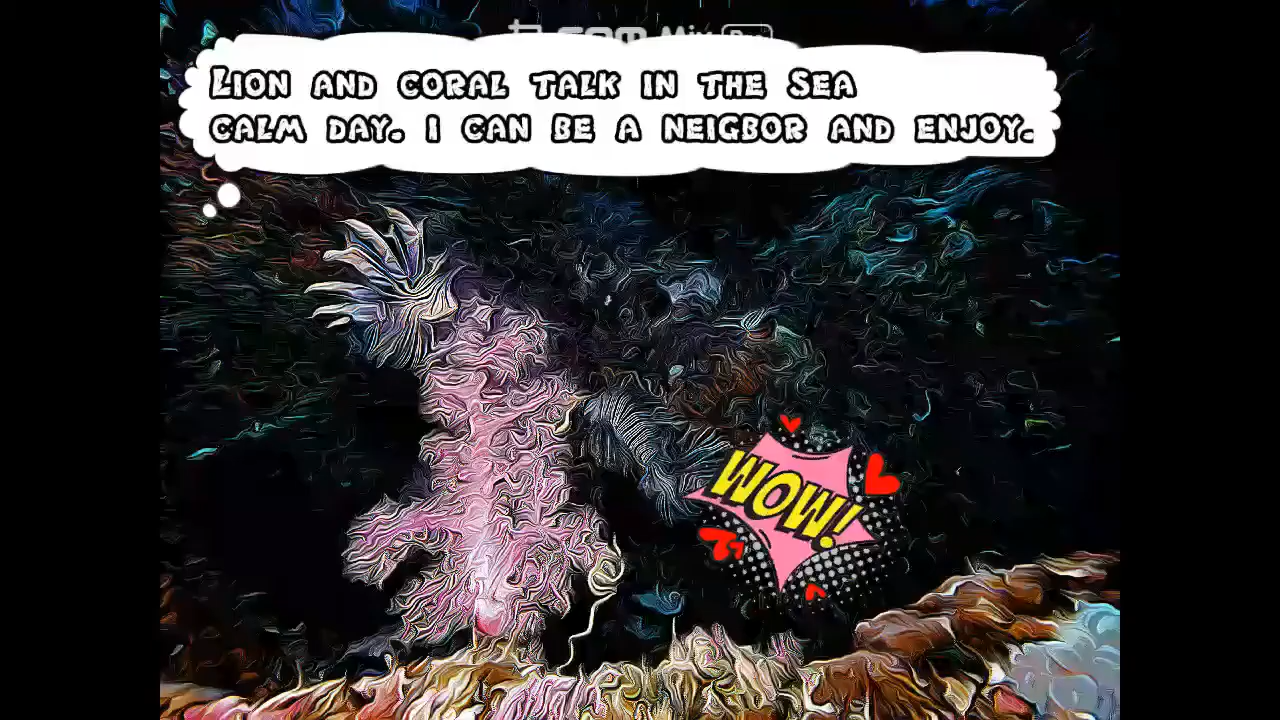 Lion and coral talk in the Sea
calm day. I can be a neigbor and enjoy.
WOW!